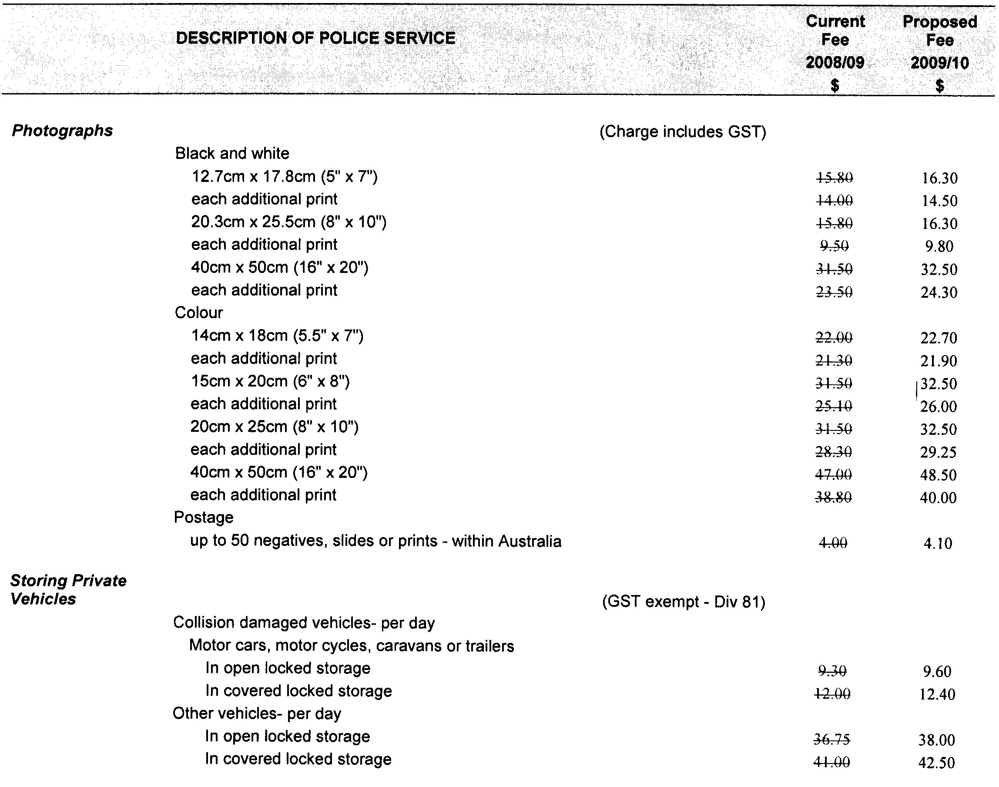 DESCRIPTION OF POLICE SERVICE Current Fee 2008/09 $ Proposed Fee 2009/10 $
Photographs (Charge includes GST)
Black and white
12.7cm x 17.8cm (5" x 7") 15.80 16.30
each additional print 14.00 14.50
20.3cm x 25.5cm (8" x 10") 15.80 16.30
each additional print 9.50 9.80
40cm x 50cm (16" x 20") 31.50 32.50
each additional print 23.50 24.30
Colour
14cm x 18cm (5.5" x 7") 22.00 22.70
each additional print 21.30 21.90
15cm x 20cm (6" x 8") 31.50 32.50
each additional print 25.10 26.00
20cm x 25cm (8" x 10") 31.50 32.50
each additional print 28.30 29.25
40cm x 50cm (16" x 20") 47.00 48.50
each additional print 38.80 40.00
Postage
up to 50 negatives, slides or prints - within Australia 4.00 4.10
Storing Private
Vehicles (GST exempt - Div 81)
Collision damaged vehicles- per day
Motor cars, motor cycles, caravans or trailers
In open locked storage 9.30 9.60
In covered locked storage 12.00 12.40
Other vehicles- per day
In open locked storage 36.75 38.00
In covered locked storage 41.00 42.50